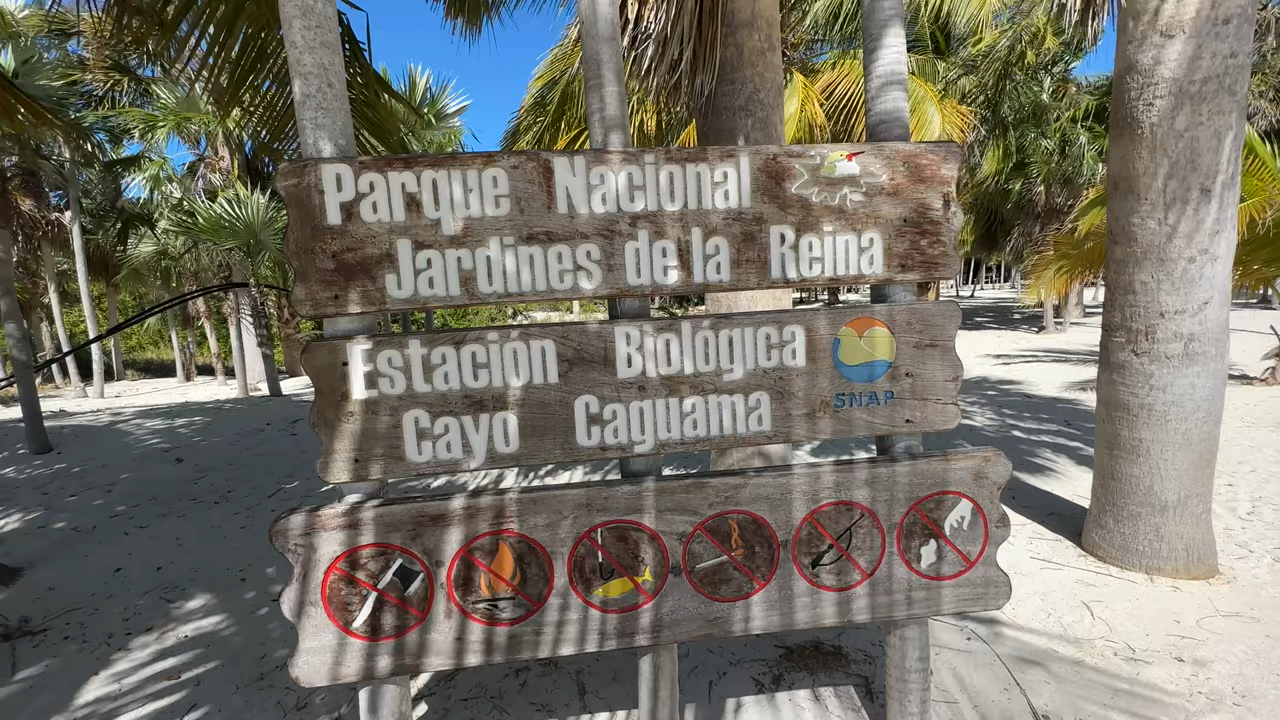 Parque Nacional
Jardines de la Reina
Estación Biológica
Cayo Caguama
SNAP